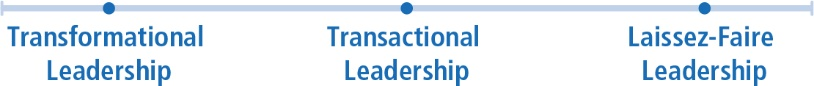 Transformational Leadership
Transactional Leadership
Laissez-Faire Leadership